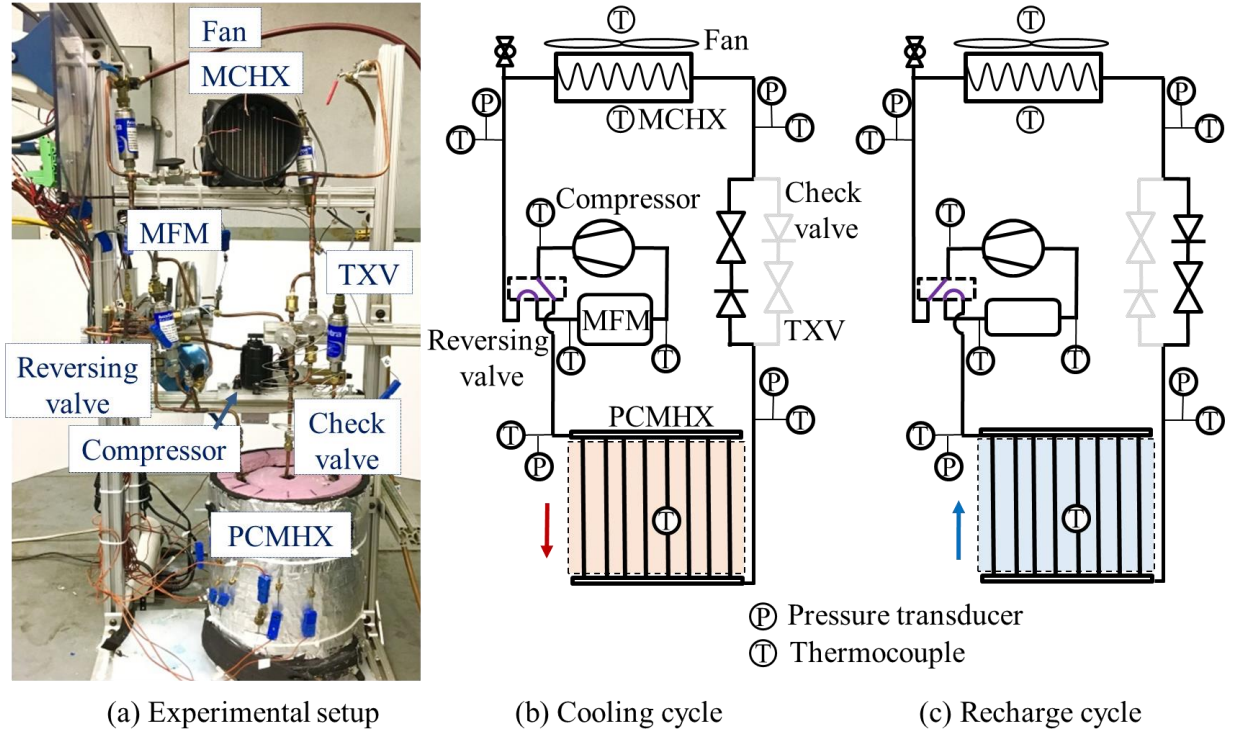 Fan
MCHX
MFM
TXV
Reversing
valve
Compressor
Check
valve
PCMHX
(a) Experimental setup
T
Fan
P
T
P
T
T MCHX
Compressor
Check
valve
T
MFM
TXV
Reversing
valve
T
T
P
T
PCMHX
T
P
T
P Pressure transducer
T Thermocouple
(b) Cooling cycle
T
P
T
P
T
T
T
T
T
P
T
T
P
T
(c) Recharge cycle